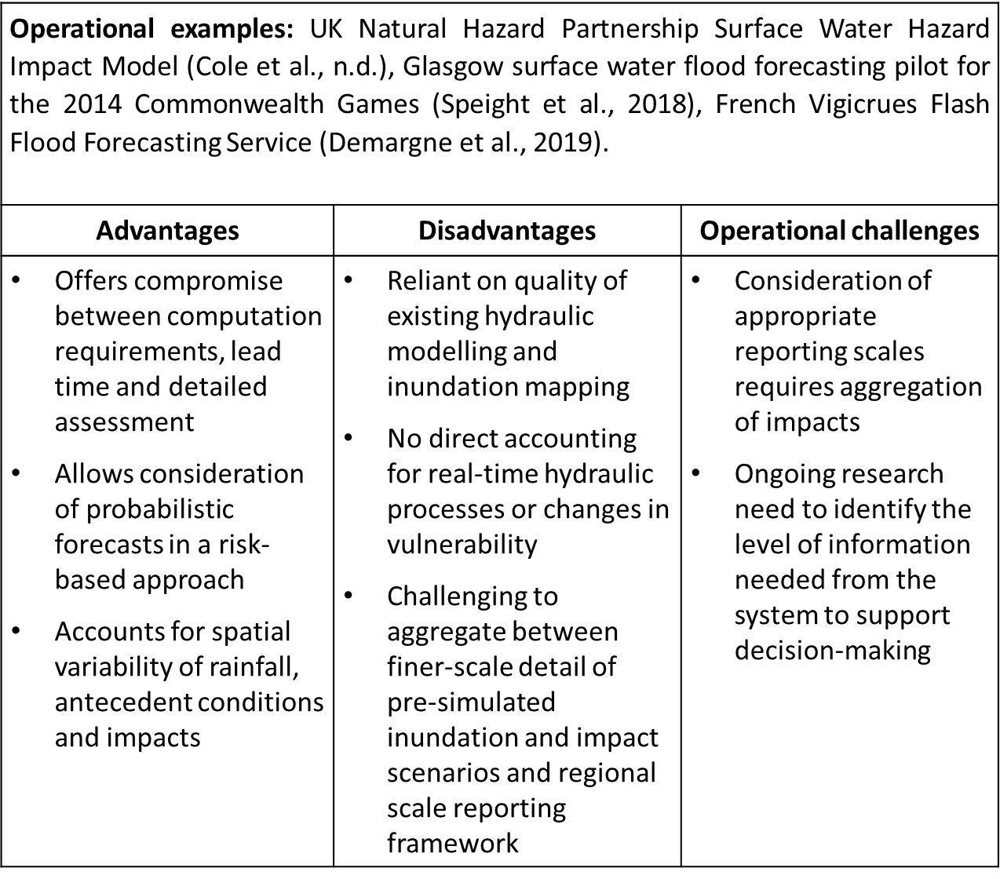 Operational examples: UK Natural Hazard Partnership Surface Water Hazard
Impact Model (Cole et al., n.d.), Glasgow surface water flood forecasting pilot for
the 2014 Commonwealth Games (Speight et al., 2018), French Vigicrues Flash
Flood Forecasting Service (Demargne et al., 2019).
Advantages
• Offers compromise
between computation
requirements, lead
time and detailed
assessment
• Allows consideration
of probabilistic
forecasts in a risk-
based approach
• Accounts for spatial
variability of rainfall,
antecedent conditions
and impacts
Disadvantages
• Reliant on quality of
existing hydraulic
modelling and
inundation mapping
• No direct accounting
for real-time hydraulic
processes or changes in
vulnerability
• Challenging to
aggregate between
finer-scale detail of
pre-simulated
inundation and impact
scenarios and regional
scale reporting
framework
Operational challenges
• Consideration of
appropriate
reporting scales
requires aggregation
of impacts
• Ongoing research
need to identify the
level of information
needed from the
system to support
decision-making